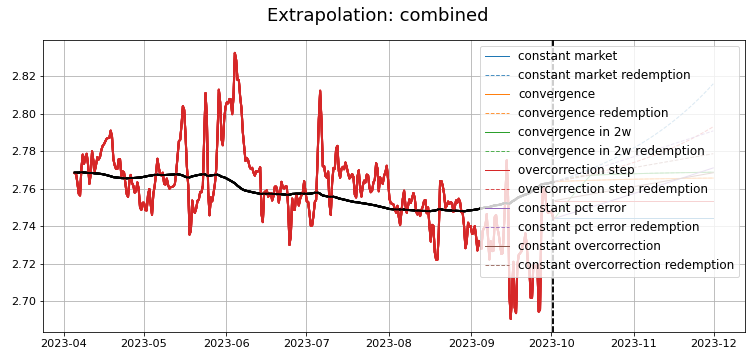 Extrapolation: combined
constant market
constant market redemption
convergence
convergence redemption
convergence in 2w
convergence in 2w redemption
overcorrection step
overcorrection step redemption
constant pct error
constant pct error redemption
constant overcorrection
constant overcorrection redemption
2.82
2.80
2.78
2.76
2.74
2.72
2.70
2023-04 2023-05 2023-06 2023-07 2023-08 2023-09 2023-10 2023-11 2023-12